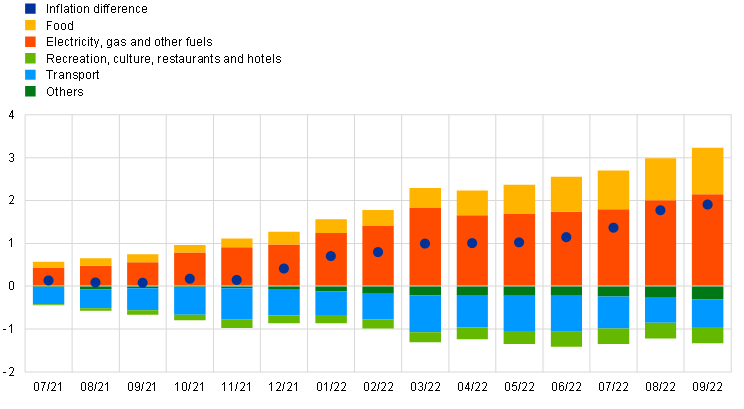 Inflation difference
Food
Electricity, gas and other fuels
Recreation, culture, restaurants and hotels
Transport
Others
4
3
2
1
0
-1
-2
07/21 08/21 09/21 10/21 11/21 12/21 01/22 02/22 03/22 04/22 05/22 06/22 07/22 08/22 09/22